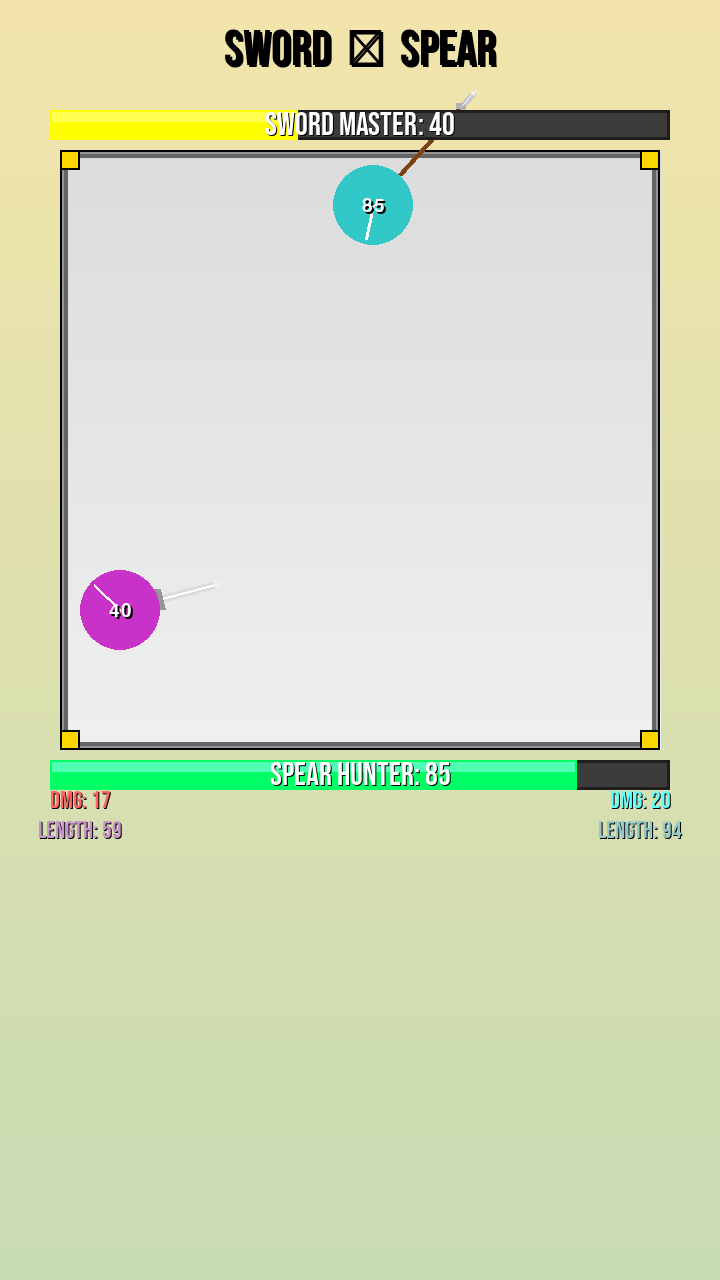 SWORD ☒ SPEAR
SWORD MASTER: 40
85
40
SPEAR HUNTER: 85
DMG: 17 DMG: 20
LENGTH: 59 LENGTH: 94